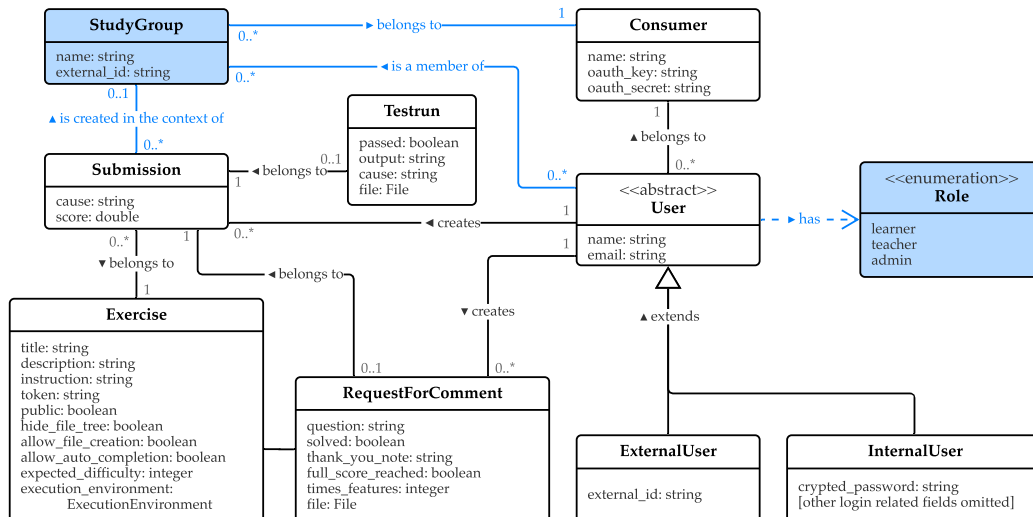 StudyGroup
name: string
external_id: string
0..*
▸ belongs to
1
Consumer
name: string
oauth_key: string
oauth_secret: string
0..*
◂ is a member of
0..*
0..1
▴ is created in the context of
0..*
Testrun
passed: boolean
output: string
cause: string
file: File
1
▴ belongs to
0..*
Submission
cause: string
score: double
1
◂ belongs to
0..1
<<abstract>>
User
name: string
email: string
▸ has
<<enumeration>>
Role
learner
teacher
admin
0..*
◂ creates
1
0..*
▾ belongs to
1
1
◂ belongs to
0..1
1
▾ creates
0..*
▴ extends
Exercise
title: string
description: string
instruction: string
token: string
public: boolean
hide_file_tree: boolean
allow_file_creation: boolean
allow_auto_completion: boolean
expected_difficulty: integer
execution_environment:
ExecutionEnvironment
RequestForComment
question: string
solved: boolean
thank_you_note: string
full_score_reached: boolean
times_features: integer
file: File
ExternalUser
external_id: string
InternalUser
crypted_password: string
[other login related fields omitted]